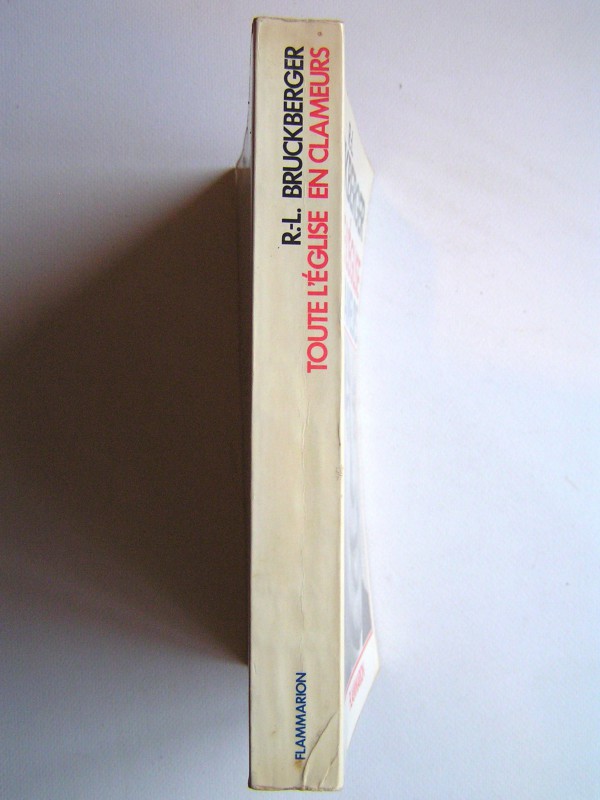 R.-L. BRUCKBERGER
TOUTE L'ÉGLISE EN CLAMEURS
FLAMMARION